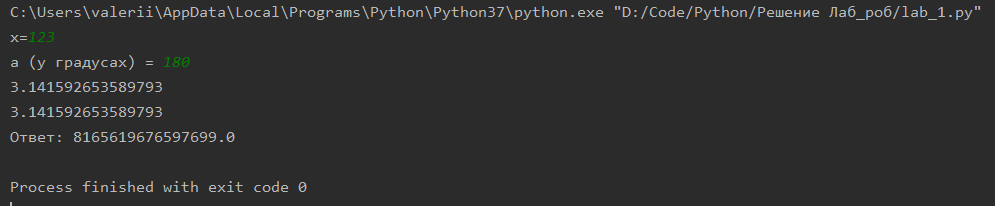 C:\Users\valerii\AppData\Local\Programs\Python\Python37\python.exe "D:/Code/Python/Решение Лаб_роб/lab_1.py"
x=123
a (у градусах) = 180
3.141592653589793
3.141592653589793
Ответ: 8165619676597699.0
Process finished with exit code 0